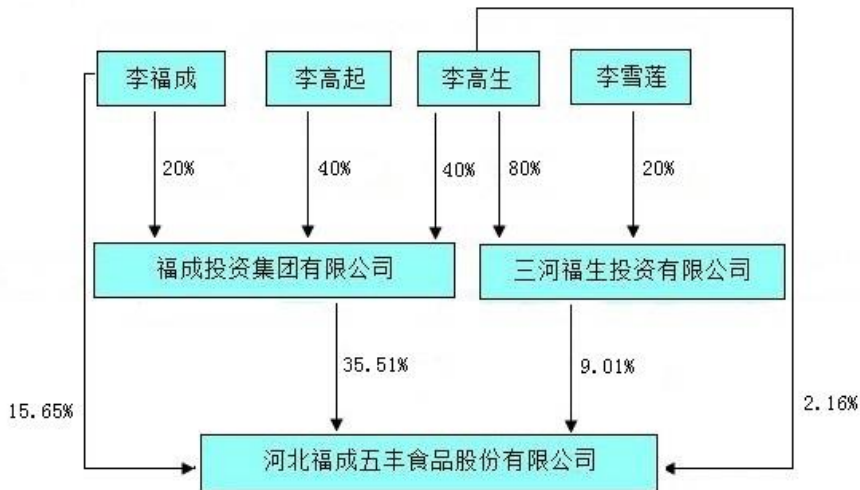 李福成
李高起
李高生
李雪莲
20%
40%
40%
80%
20%
福成投资集团有限公司
三河福生投资有限公司
35.51%
9.01%
15.65%
2.16%
河北福成五丰食品股份有限公司